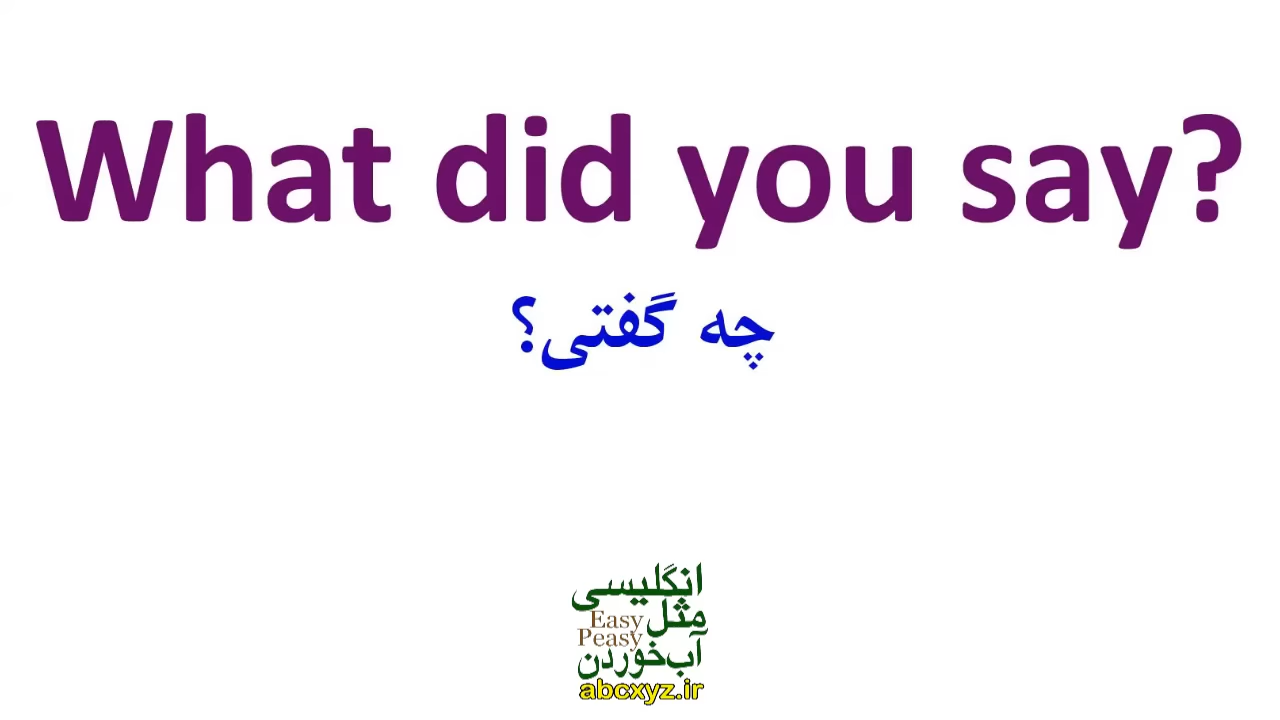 What did you say?
چه گفتی؟
انگلیسی
مثل
Easy
Peasy
آب‌خوردن
abcxyz.ir